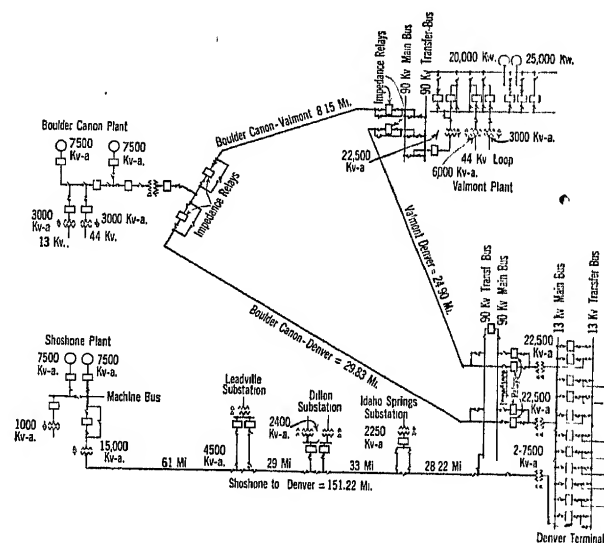 Impedance Relays
90 Kv Main Bus
90 Kv Transfer-Bus
20,000 Kw.
25,000 Kw.
Boulder Canon-Valmont 8 15 Mi.
Boulder Canon Plant
7500
Kv-a
7500
Kv-a.
3000
Kv-a.
3000 Kv-a.
13 Kv.
44 Kv.
Impedance Relays
22,500
Kv-a
6,000 Kv-a.
44 Kv Loop
3000 Kv-a.
Valmont Plant
Valmont Denver = 24 90 Mi.
Boulder Canon-Denver = 29.83 Mi.
90 Kv Transf Bus
90 Kv Main Bus
13 Kv Main Bus
13 Kv Transfer Bus
22,500
Kv-a
Impedance
Relays
22,500
Kv-a
2-7500
Kv-a
Denver Terminal
Shoshone Plant
7500
Kv-a.
7500
Kv-a.
Machine Bus
1000
Kv-a
15,000
Kv-a.
Leadville
Substation
4500
Kv-a.
Dillon
Substation
2400
Kv-a
Idaho Springs
Substation
2250
Kv-a
61 Mi
29 Mi
33 Mi
28 22 Mi
Shoshone to Denver = 151.22 Mi.